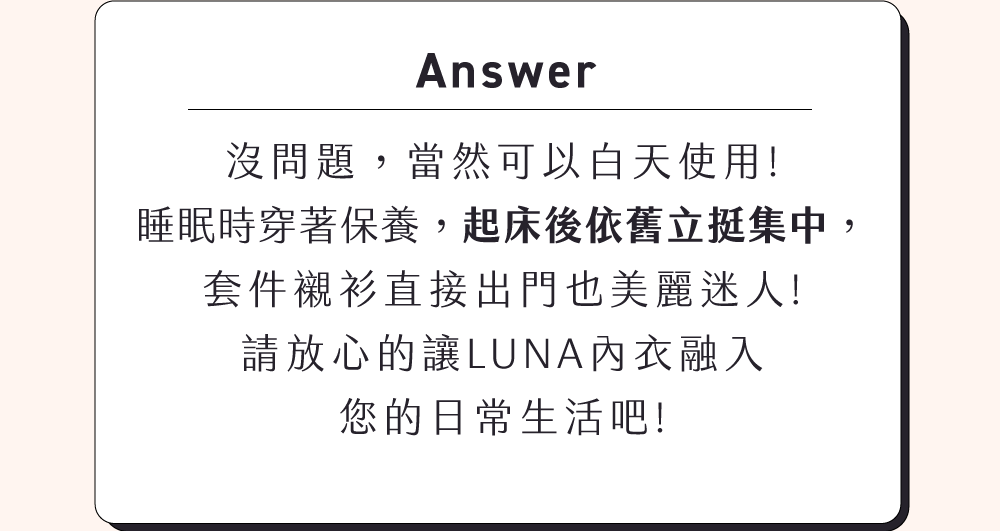 Answer
沒問題，當然可以白天使用!
睡眠時穿著保養，起床後依舊立挺集中，
套件襯衫直接出門也美麗迷人!
請放心的讓LUNA內衣融入
您的日常生活吧!